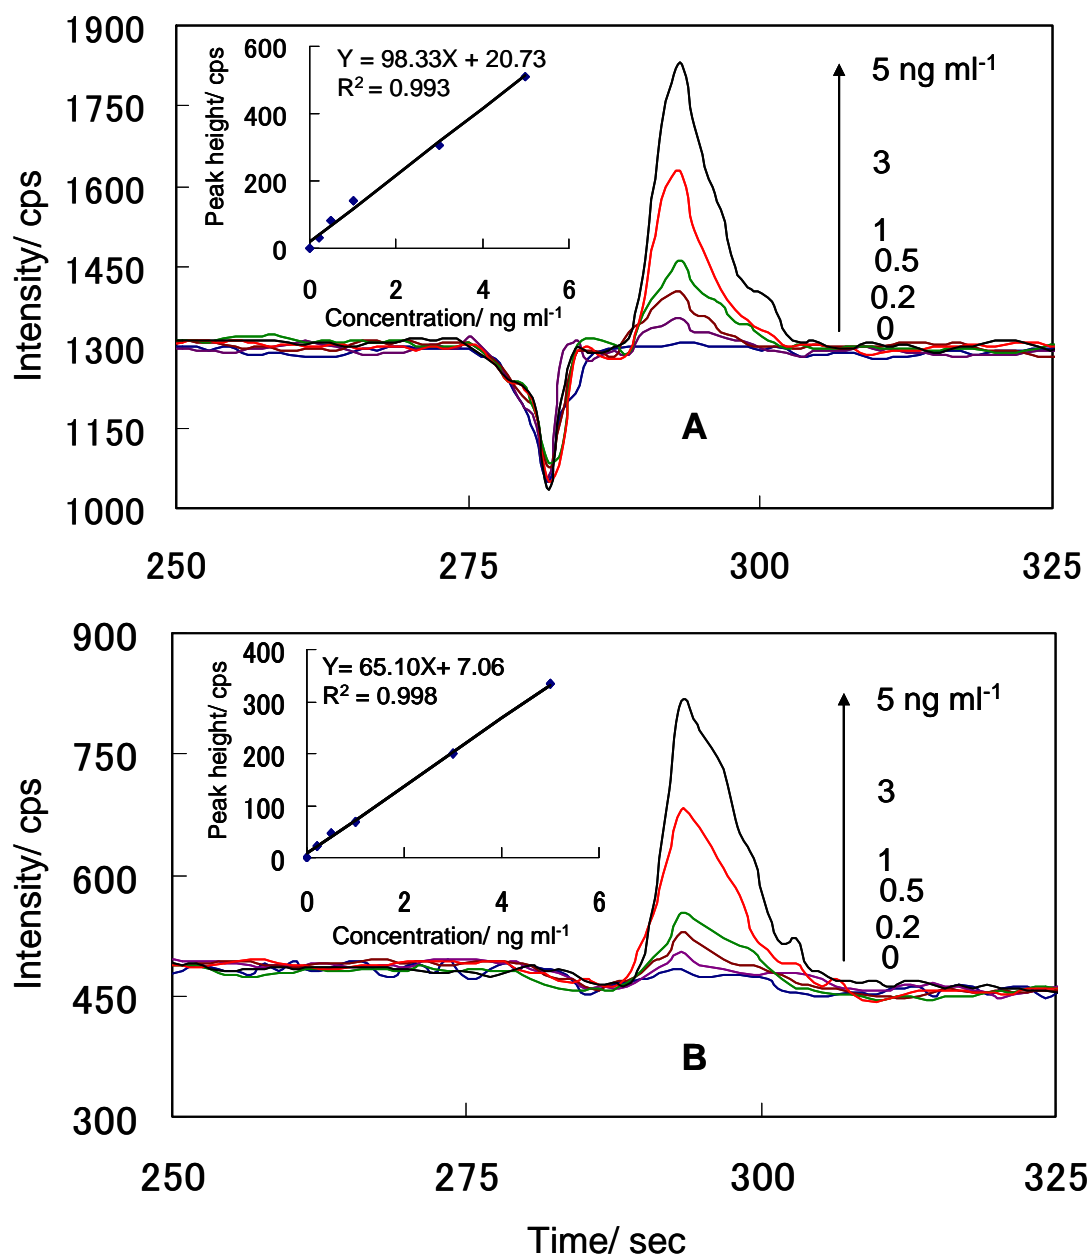 1900
1750
1600
1450
1300
1150
1000
Intensity/ cps
600
400
200
0
Peak height/ cps
Y = 98.33X + 20.73
R² = 0.993
0 2 4 6
Concentration/ ng ml⁻¹
5 ng ml⁻¹
3
1
0.5
0.2
0
A
250 275 300 325
900
750
600
450
300
Intensity/ cps
400
300
200
100
0
Peak height/ cps
Y= 65.10X+ 7.06
R² = 0.998
0 2 4 6
Concentration/ ng ml⁻¹
5 ng ml⁻¹
3
1
0.5
0.2
0
B
250 275 300 325
Time/ sec